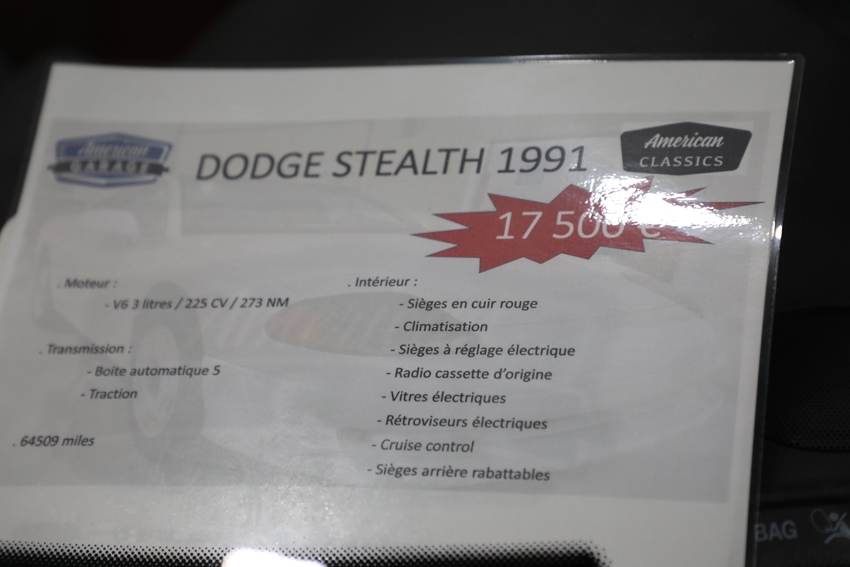 American
GARAGE
DODGE STEALTH 1991
American
CLASSICS
17 500 €
. Moteur :
- V6 3 litres / 225 CV / 273 NM
. Transmission :
- Boite automatique 5
- Traction
. 64509 miles
. Intérieur :
- Sièges en cuir rouge
- Climatisation
- Sièges à réglage électrique
- Radio cassette d'origine
- Vitres électriques
- Rétroviseurs électriques
- Cruise control
- Sièges arrière rabattables
BAG